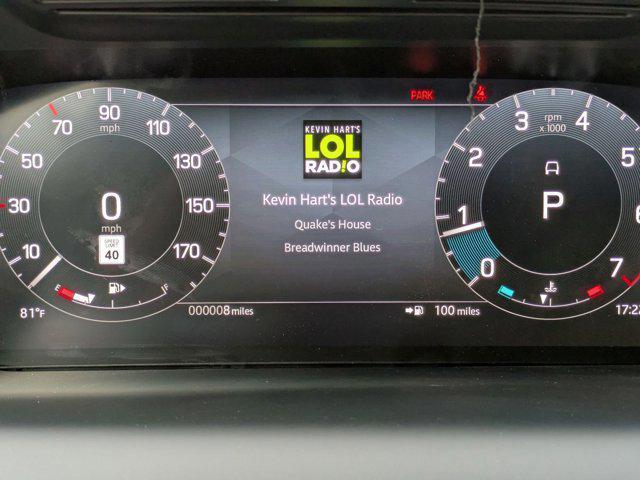 PARK
10
30
50
70
90
110
130
150
170
mph
0
mph
SPEED
LIMIT
40
E
F
81°F
KEVIN HART'S
LOL
RADIO
Kevin Hart's LOL Radio
Quake's House
Breadwinner Blues
000008 miles
100 miles
0
1
2
3
4
5
6
7
rpm
x 1000
P
17:22